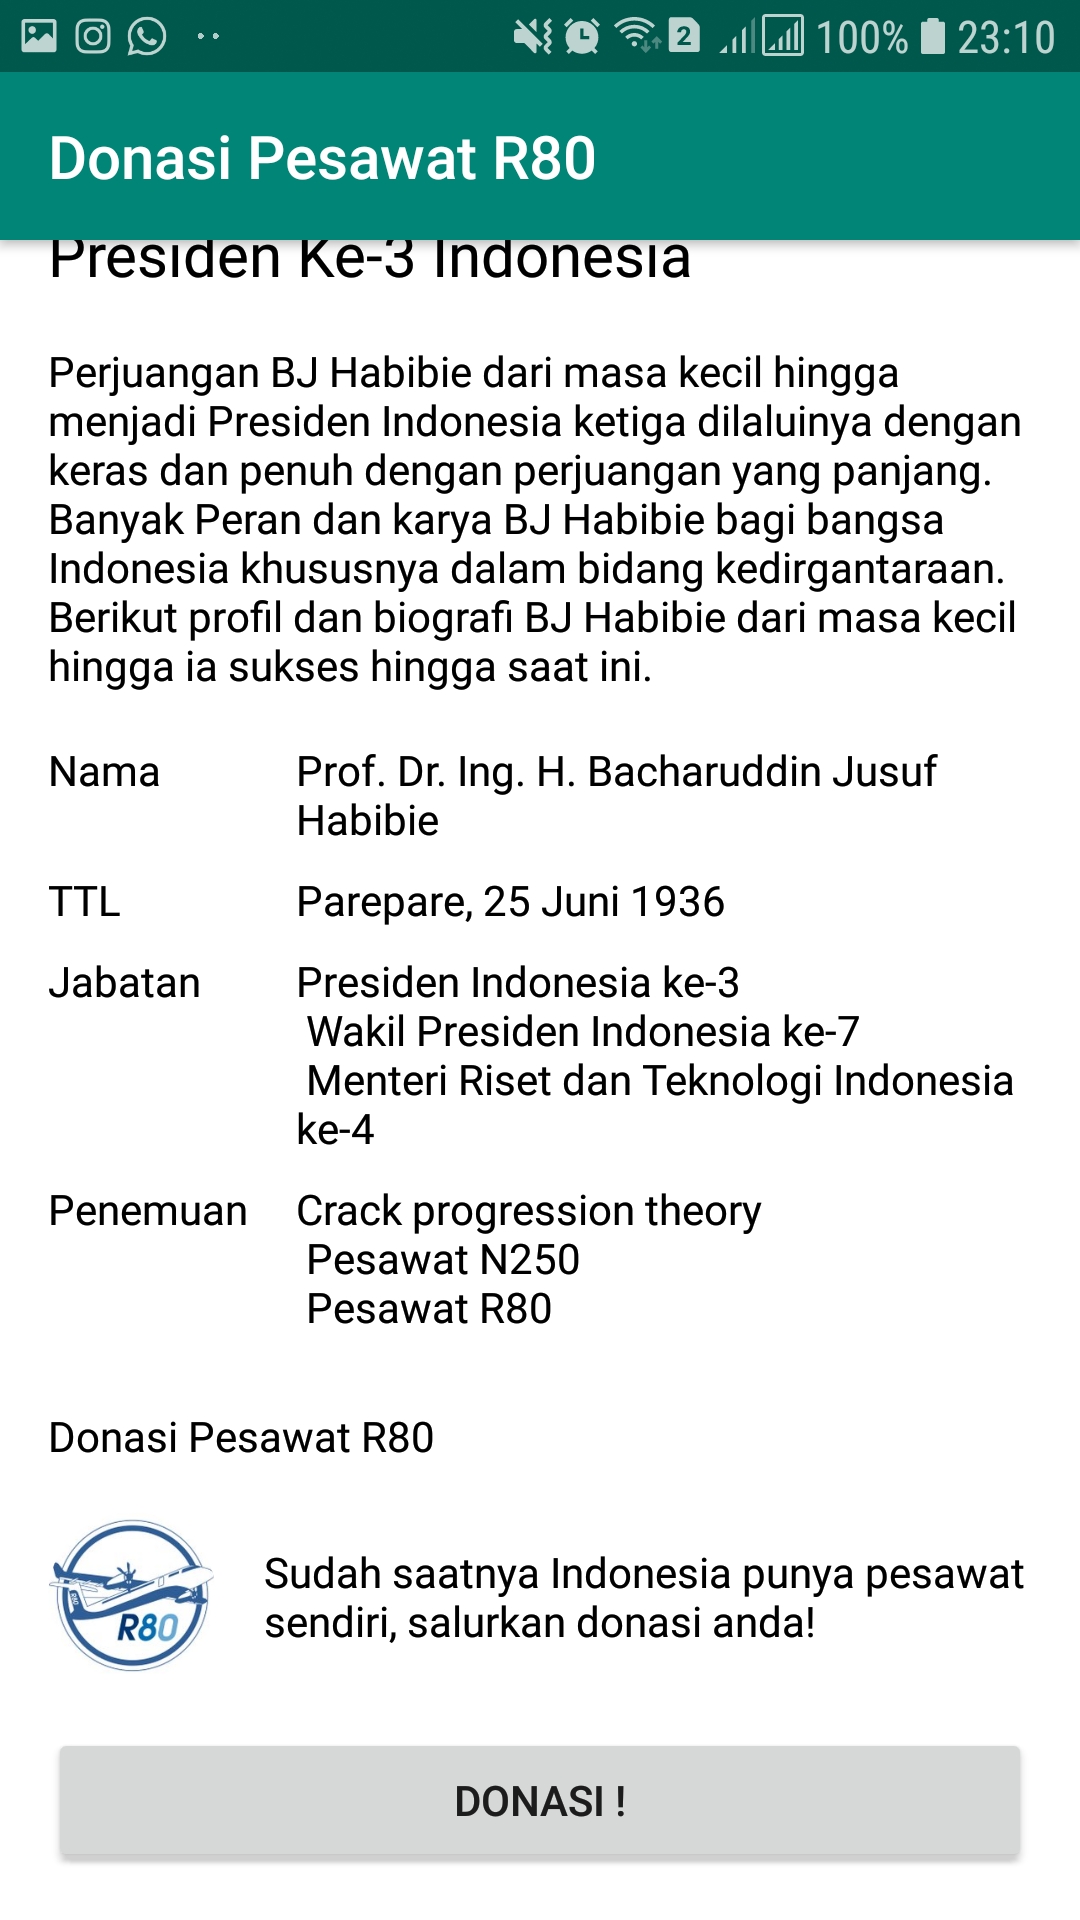 2 100% 23:10
Donasi Pesawat R80
Presiden Ke-3 Indonesia
Perjuangan BJ Habibie dari masa kecil hingga
menjadi Presiden Indonesia ketiga dilaluinya dengan
keras dan penuh dengan perjuangan yang panjang.
Banyak Peran dan karya BJ Habibie bagi bangsa
Indonesia khususnya dalam bidang kedirgantaraan.
Berikut profil dan biografi BJ Habibie dari masa kecil
hingga ia sukses hingga saat ini.
Nama Prof. Dr. Ing. H. Bacharuddin Jusuf
Habibie
TTL Parepare, 25 Juni 1936
Jabatan Presiden Indonesia ke-3
Wakil Presiden Indonesia ke-7
Menteri Riset dan Teknologi Indonesia
ke-4
Penemuan Crack progression theory
Pesawat N250
Pesawat R80
Donasi Pesawat R80
R80
Sudah saatnya Indonesia punya pesawat
sendiri, salurkan donasi anda!
DONASI !